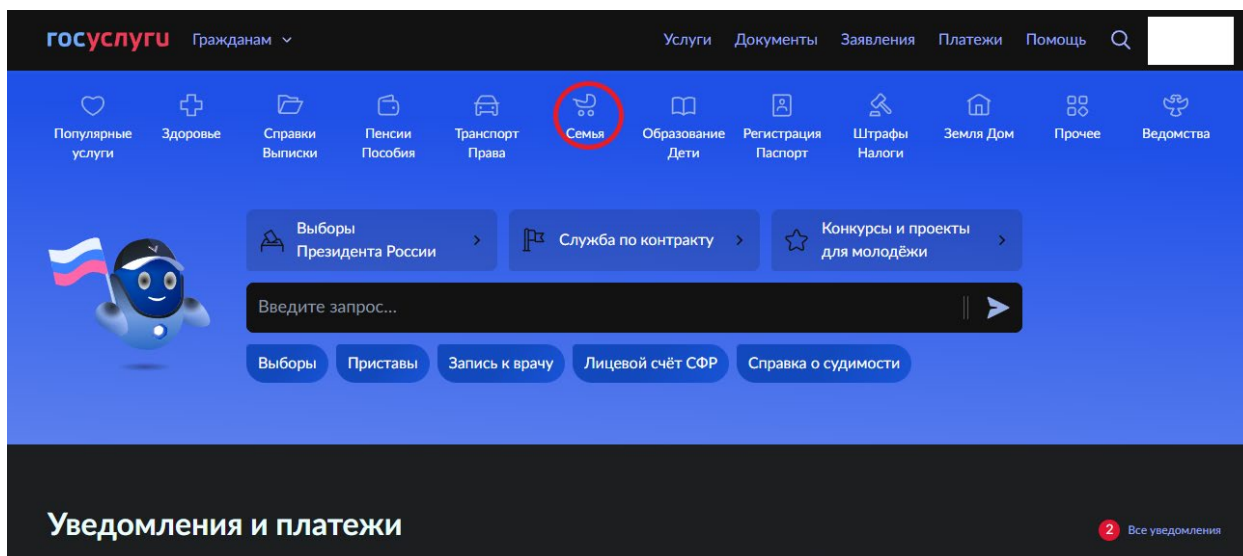 госуслуги Гражданам Услуги Документы Заявления Платежи Помощь
Популярные услуги
Здоровье
Справки Выписки
Пенсии Пособия
Транспорт Права
Семья
Образование Дети
Регистрация Паспорт
Штрафы Налоги
Земля Дом
Прочее
Ведомства
Выборы
Президента России
Служба по контракту
Конкурсы и проекты
для молодёжи
Введите запрос...
Выборы Приставы Запись к врачу Лицевой счёт СФР Справка о судимости
Уведомления и платежи
2 Все уведомления